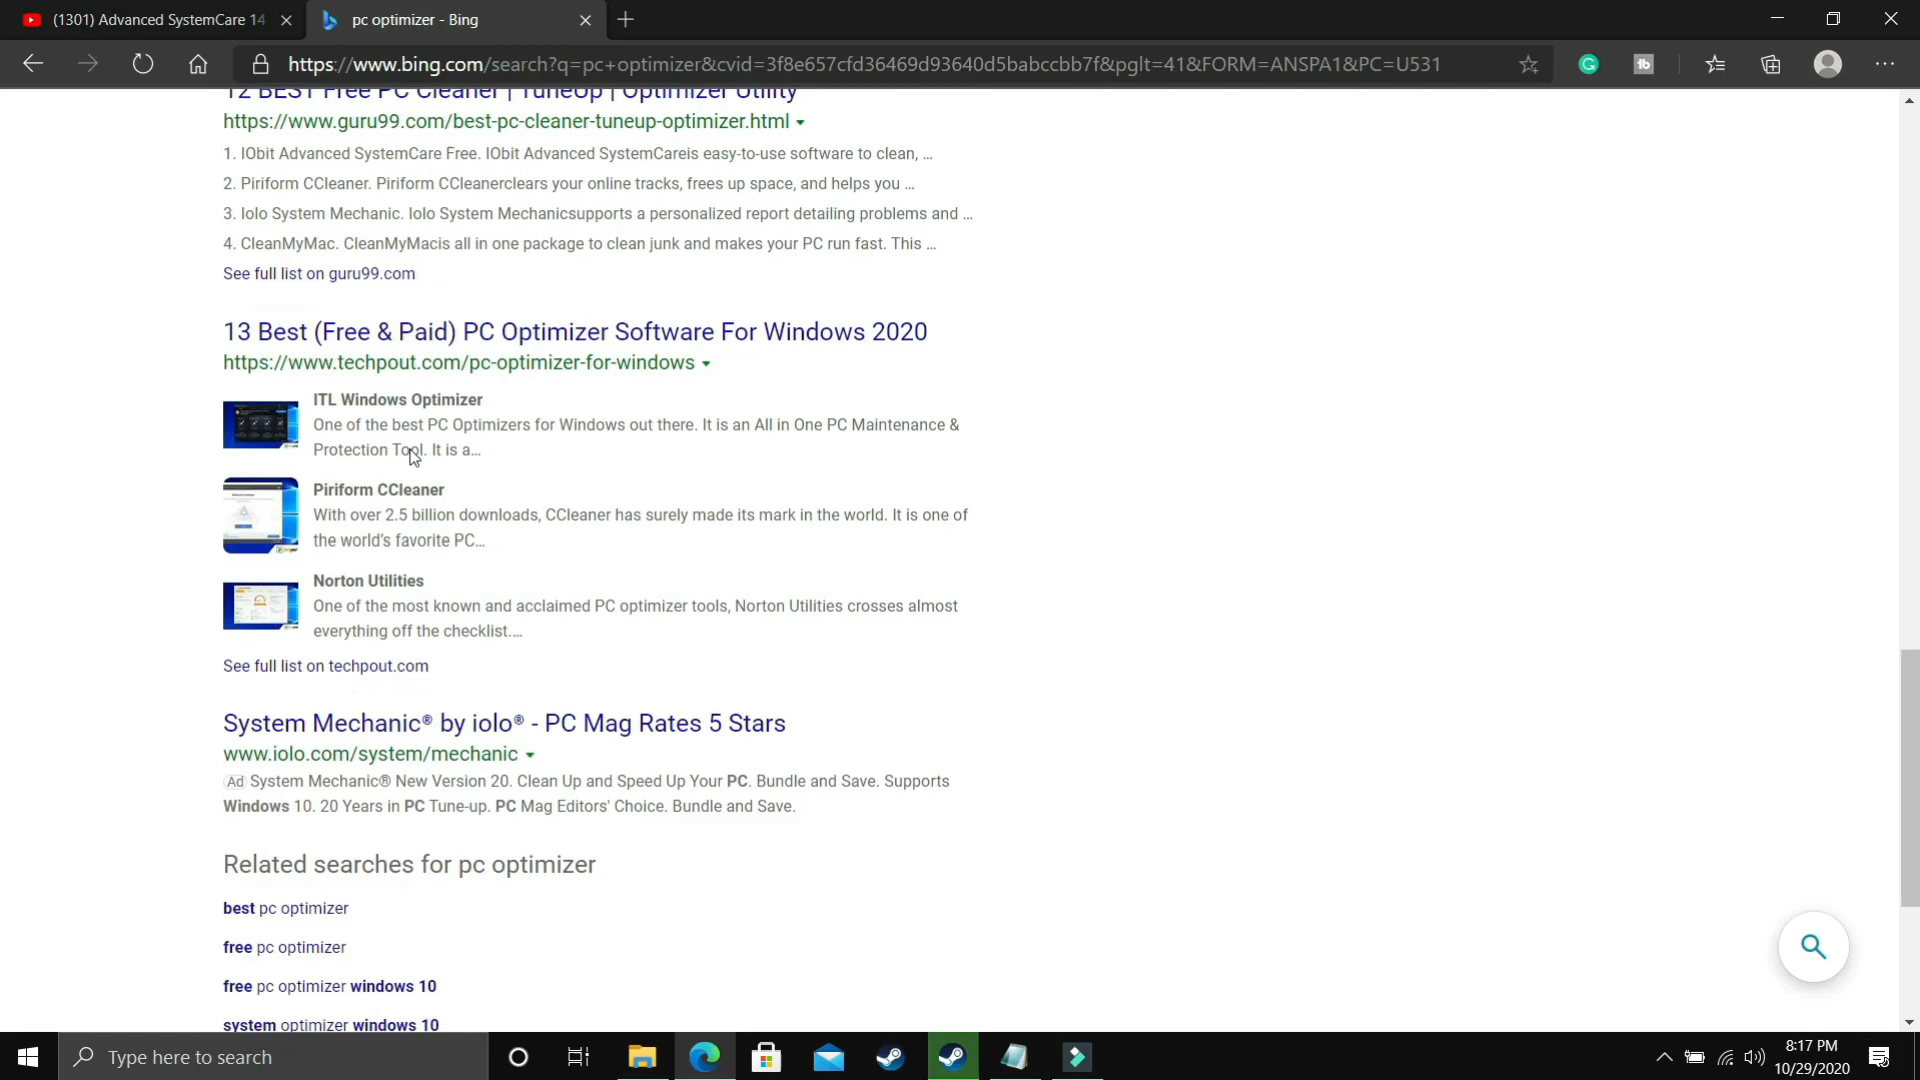 (1301) Advanced SystemCare 14
pc optimizer - Bing
https://www.bing.com/search?q=pc+optimizer&cvid=3f8e657cfd36469d93640d5babccbb7f&pglt=41&FORM=ANSPA1&PC=U531
12 BEST Free PC Cleaner | TuneUp | Optimizer Utility
https://www.guru99.com/best-pc-cleaner-tuneup-optimizer.html
1. IObit Advanced SystemCare Free. IObit Advanced SystemCareis easy-to-use software to clean, ...
2. Piriform CCleaner. Piriform CCleanerclears your online tracks, frees up space, and helps you ...
3. Iolo System Mechanic. Iolo System Mechanicsupports a personalized report detailing problems and ...
4. CleanMyMac. CleanMyMacis all in one package to clean junk and makes your PC run fast. This ...
See full list on guru99.com
13 Best (Free & Paid) PC Optimizer Software For Windows 2020
https://www.techpout.com/pc-optimizer-for-windows
ITL Windows Optimizer
One of the best PC Optimizers for Windows out there. It is an All in One PC Maintenance &
Protection Tool. It is a...
Piriform CCleaner
With over 2.5 billion downloads, CCleaner has surely made its mark in the world. It is one of
the world's favorite PC...
Norton Utilities
One of the most known and acclaimed PC optimizer tools, Norton Utilities crosses almost
everything off the checklist....
See full list on techpout.com
System Mechanic® by iolo® - PC Mag Rates 5 Stars
www.iolo.com/system/mechanic
Ad System Mechanic® New Version 20. Clean Up and Speed Up Your PC. Bundle and Save. Supports
Windows 10. 20 Years in PC Tune-up. PC Mag Editors' Choice. Bundle and Save.
Related searches for pc optimizer
best pc optimizer
free pc optimizer
free pc optimizer windows 10
system optimizer windows 10
Type here to search
8:17 PM
10/29/2020